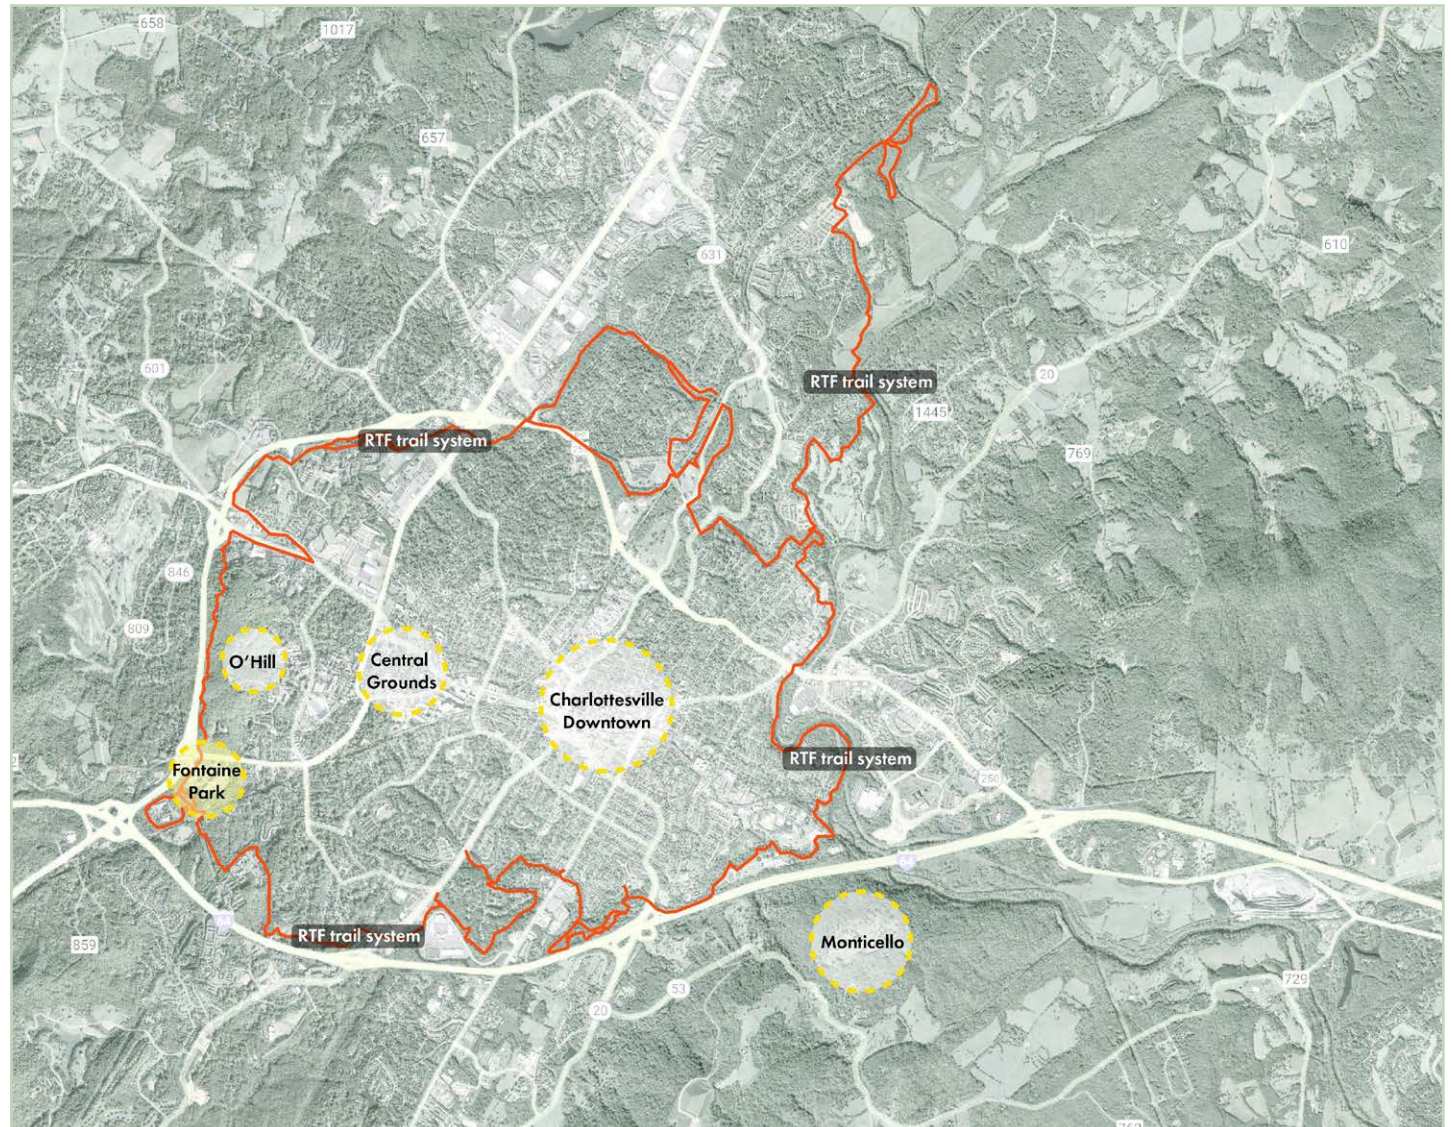 658
1017
657
631
610
601
RTF trail system
20
1445
RTF trail system
769
846
809
O'Hill
Central
Grounds
Charlottesville
Downtown
RTF trail system
Fontaine
Park
250
64
RTF trail system
859
Monticello
53
729
20